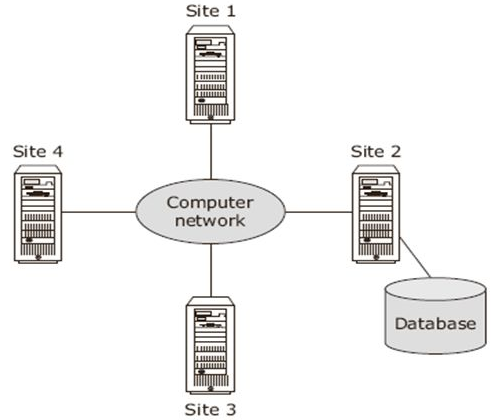 Site 1
Site 4
Site 2
Computer
network
Database
Site 3